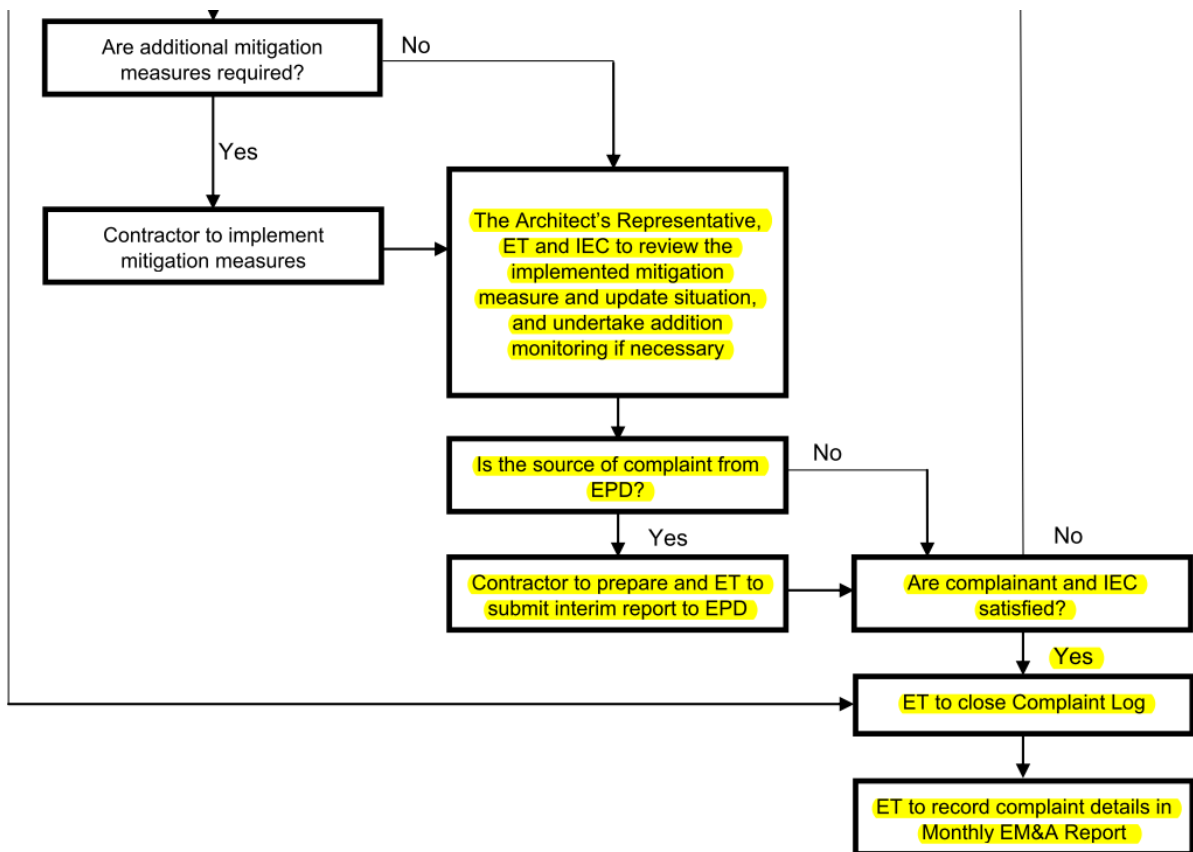 Are additional mitigation
measures required?
No
Yes
Contractor to implement
mitigation measures
The Architect's Representative,
ET and IEC to review the
implemented mitigation
measure and update situation,
and undertake addition
monitoring if necessary
Is the source of complaint from
EPD?
No
Yes
Contractor to prepare and ET to
submit interim report to EPD
No
Are complainant and IEC
satisfied?
Yes
ET to close Complaint Log
ET to record complaint details in
Monthly EM&A Report